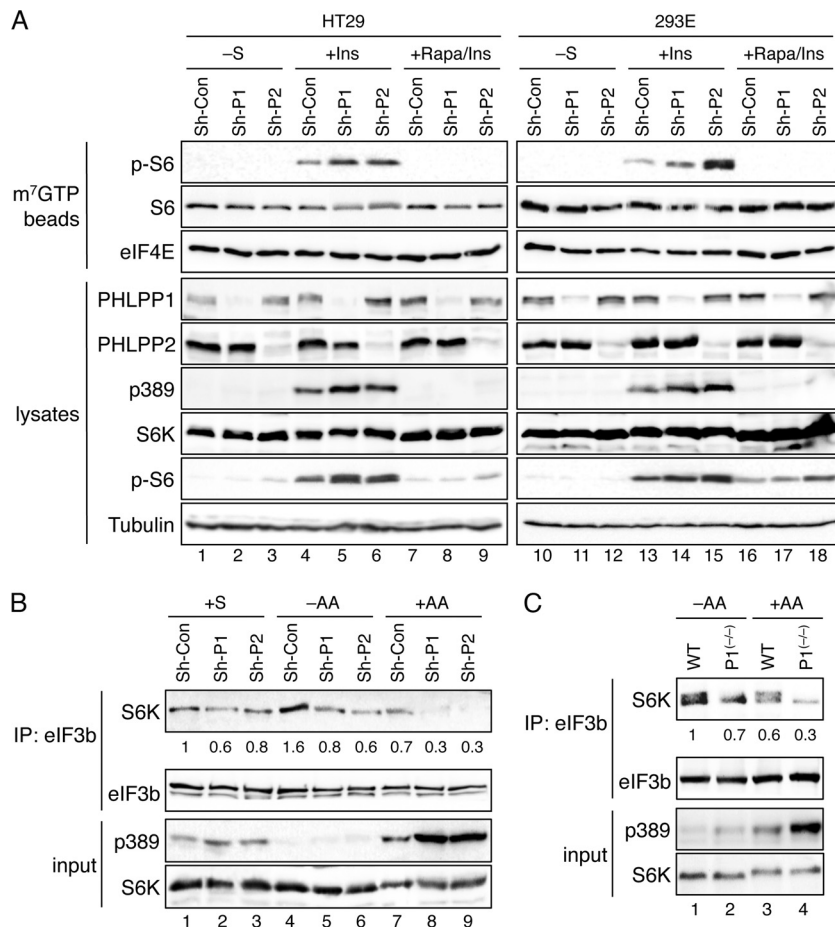 A
HT29 293E
–S +Ins +Rapa/Ins –S +Ins +Rapa/Ins
Sh-Con Sh-P1 Sh-P2 Sh-Con Sh-P1 Sh-P2 Sh-Con Sh-P1 Sh-P2 Sh-Con Sh-P1 Sh-P2 Sh-Con Sh-P1 Sh-P2 Sh-Con Sh-P1 Sh-P2
m⁷GTP
beads
p-S6
S6
eIF4E
lysates
PHLPP1
PHLPP2
p389
S6K
p-S6
Tubulin
1 2 3 4 5 6 7 8 9 10 11 12 13 14 15 16 17 18
B
+S –AA +AA
Sh-Con Sh-P1 Sh-P2 Sh-Con Sh-P1 Sh-P2 Sh-Con Sh-P1 Sh-P2
IP: eIF3b
S6K
1 0.6 0.8 1.6 0.8 0.6 0.7 0.3 0.3
eIF3b
input
p389
S6K
1 2 3 4 5 6 7 8 9
C
–AA +AA
WT P1(–/–) WT P1(–/–)
IP: eIF3b
S6K
1 0.7 0.6 0.3
eIF3b
input
p389
S6K
1 2 3 4